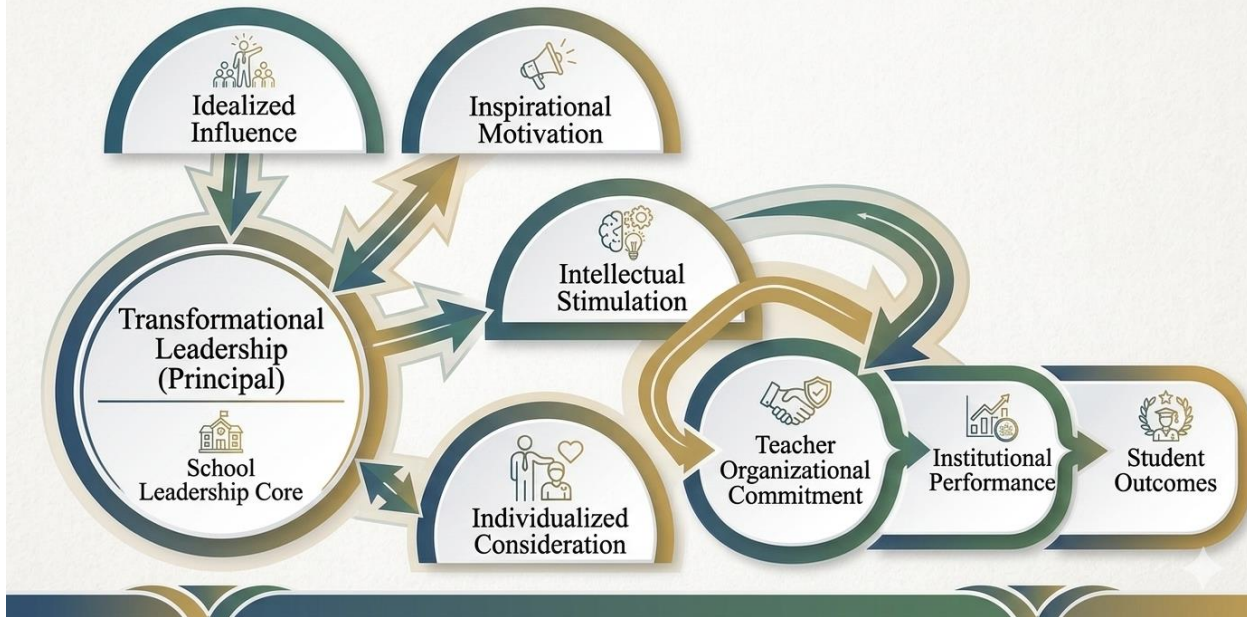 Idealized
Influence
Inspirational
Motivation
Intellectual
Stimulation
Transformational
Leadership
(Principal)
School
Leadership Core
Individualized
Consideration
Teacher
Organizational
Commitment
Institutional
Performance
Student
Outcomes